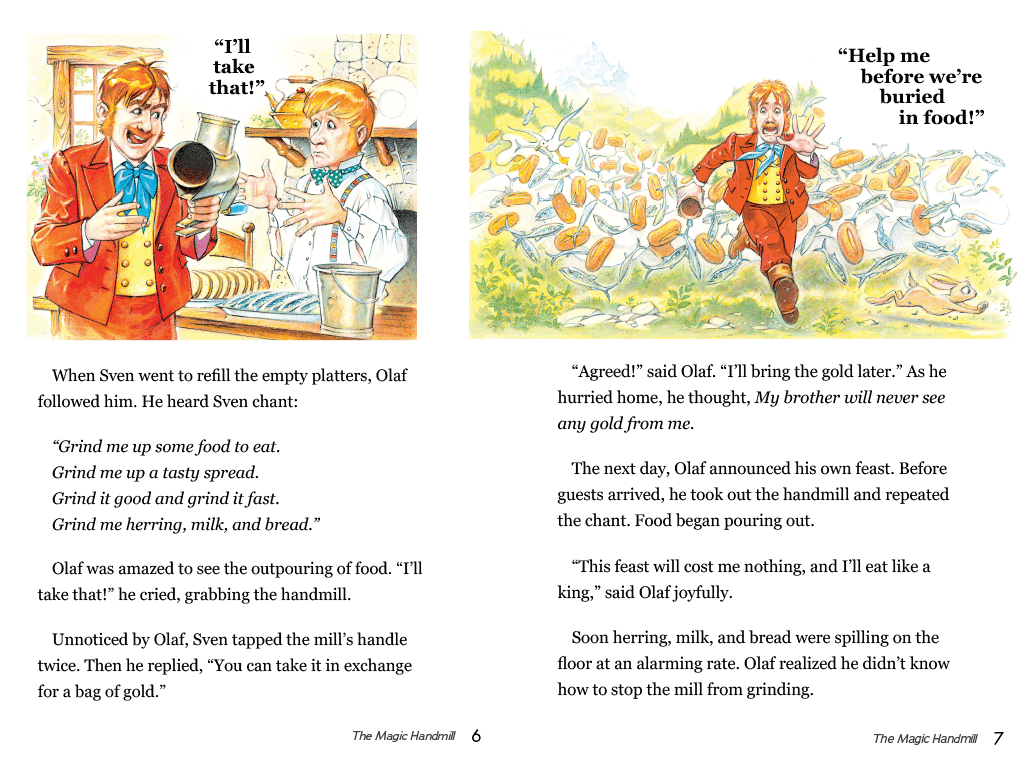 “I’ll
take
that!”
When Sven went to refill the empty platters, Olaf
followed him. He heard Sven chant:
“Grind me up some food to eat.
Grind me up a tasty spread.
Grind it good and grind it fast.
Grind me herring, milk, and bread.”
Olaf was amazed to see the outpouring of food. “I’ll
take that!” he cried, grabbing the handmill.
Unnoticed by Olaf, Sven tapped the mill’s handle
twice. Then he replied, “You can take it in exchange
for a bag of gold.”
The Magic Handmill 6
“Help me
before we’re
buried
in food!”
“Agreed!” said Olaf. “I’ll bring the gold later.” As he
hurried home, he thought, My brother will never see
any gold from me.
The next day, Olaf announced his own feast. Before
guests arrived, he took out the handmill and repeated
the chant. Food began pouring out.
“This feast will cost me nothing, and I’ll eat like a
king,” said Olaf joyfully.
Soon herring, milk, and bread were spilling on the
floor at an alarming rate. Olaf realized he didn’t know
how to stop the mill from grinding.
The Magic Handmill 7